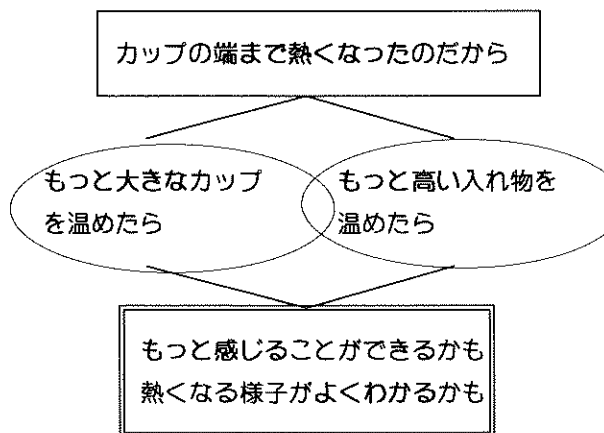 カップの端まで熱くなったのだから
もっと大きなカップ
を温めたら
もっと高い入れ物を
温めたら
もっと感じることができるかも
熱くなる様子がよくわかるかも